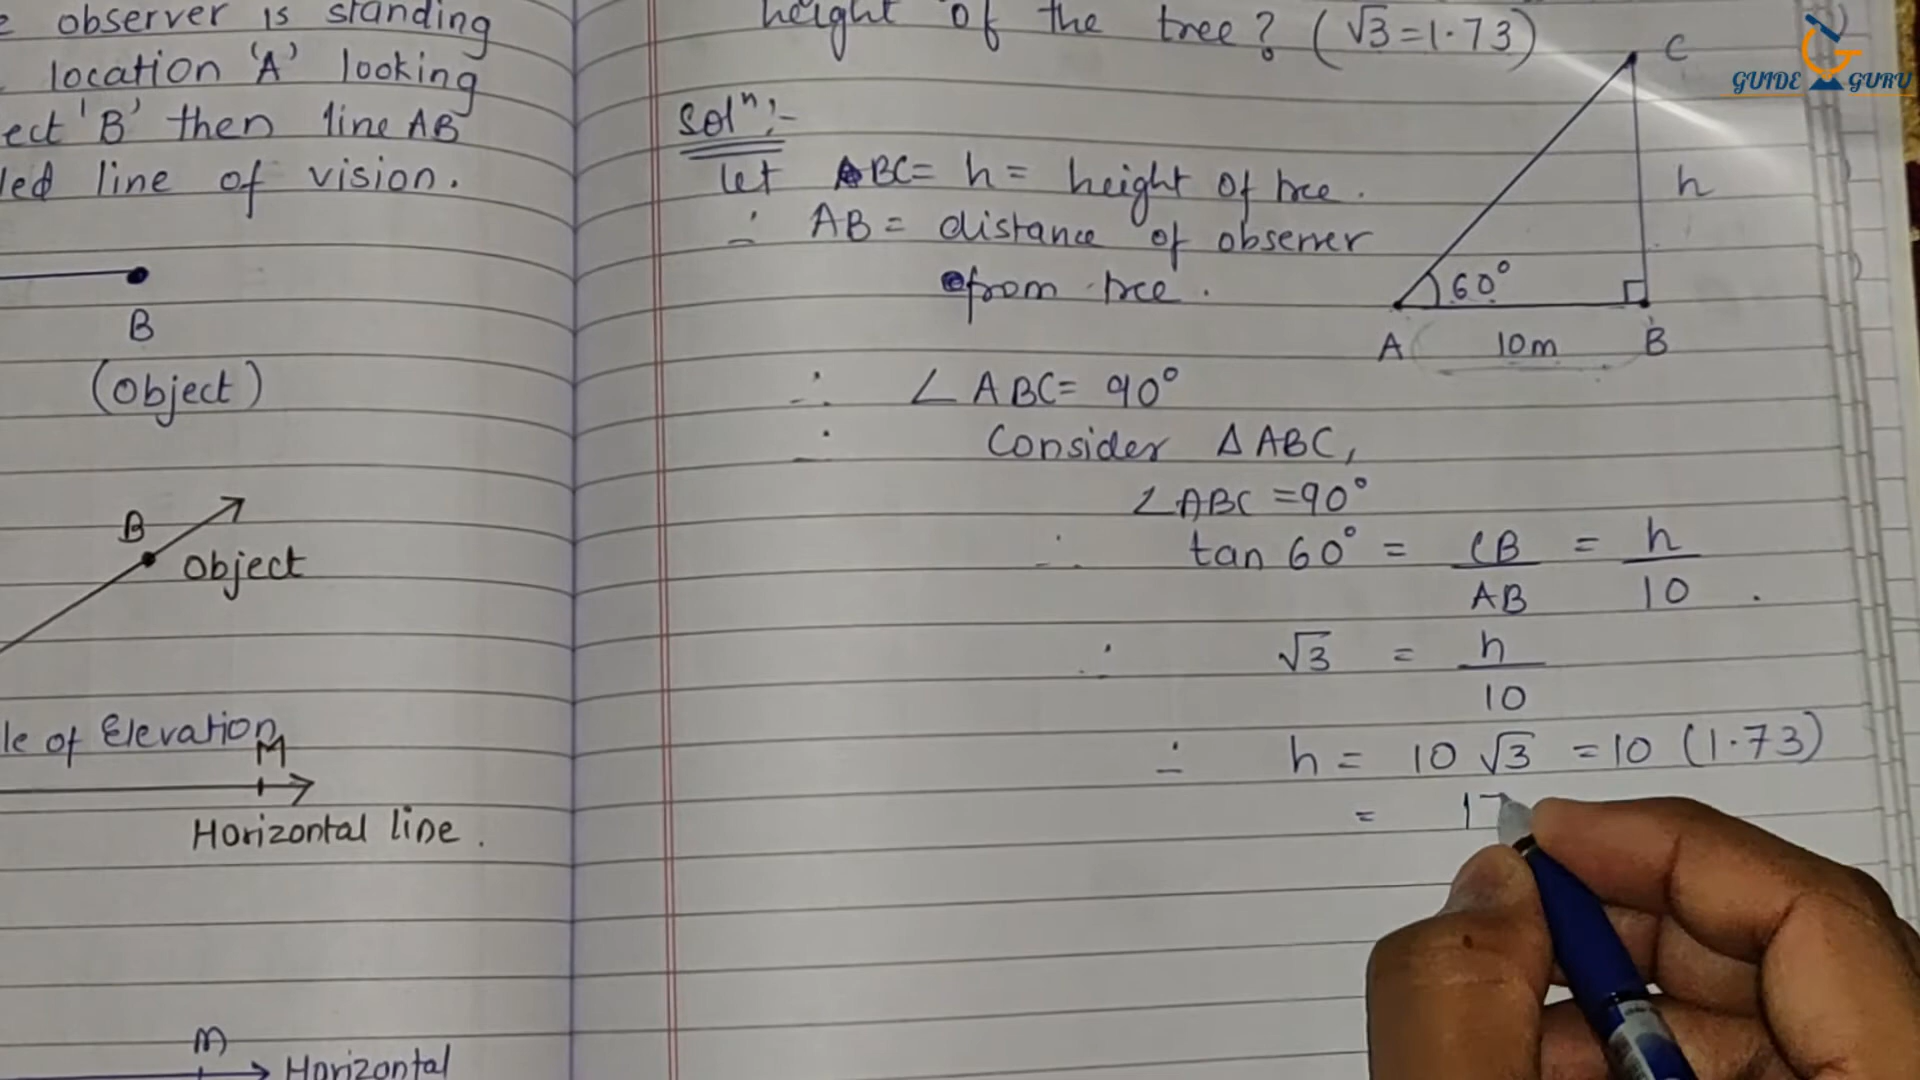 observer is standing
location 'A' looking
ect 'B' then line AB
led line of vision.
B
(Object)
B
Object
le of Elevation
M
Horizontal line.
M
Horizontal
height of the tree? (√3=1.73)
Solⁿ:-
let BC= h= height of tree.
∴ AB = distance of observer
from tree.
C
h
60°
A 10m B
∴ ∠ABC= 90°
∴ Consider ΔABC,
∠ABC =90°
∴ tan 60° = CB/AB = h/10.
∴ √3 = h/10
∴ h = 10√3 =10 (1.73)
= 17
GUIDE GURU